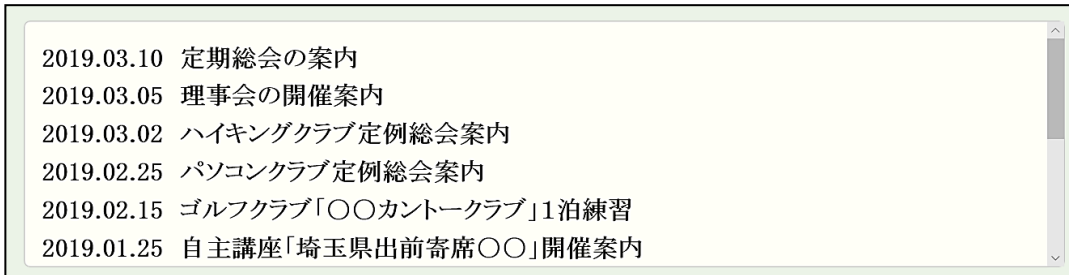 2019.03.10 定期総会の案内
2019.03.05 理事会の開催案内
2019.03.02 ハイキングクラブ定例総会案内
2019.02.25 パソコンクラブ定例総会案内
2019.02.15 ゴルフクラブ「〇〇カントークラブ」１泊練習
2019.01.25 自主講座「埼玉県出前寄席〇〇」開催案内